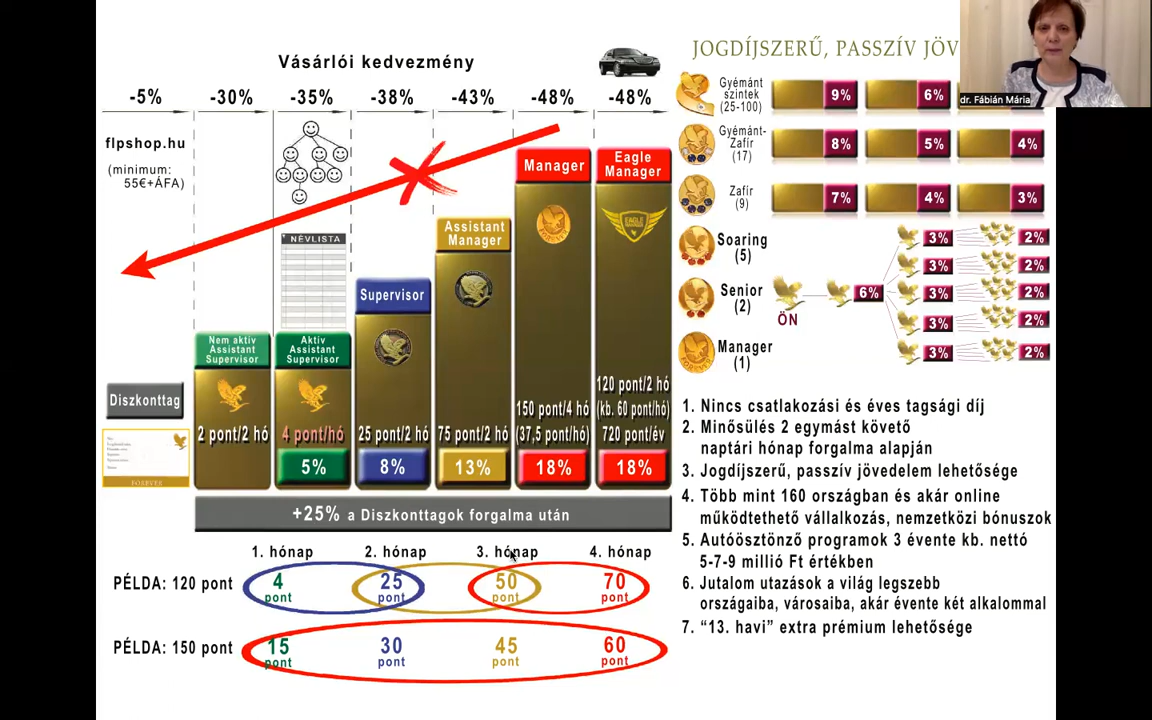 Vásárlói kedvezmény
-5%
-30%
-35%
-38%
-43%
-48%
-48%
flpshop.hu
(minimum:
55€+ÁFA)
NÉVLISTA
Diszkonttag
FOREVER
Nem aktív
Assistant
Supervisor
2 pont/2 hó
Aktív
Assistant
Supervisor
4 pont/hó
5%
Supervisor
25 pont/2 hó
8%
Assistant
Manager
75 pont/2 hó
13%
Manager
150 pont/4 hó
(37,5 pont/hó)
18%
Eagle
Manager
EAGLE
120 pont/2 hó
(kb. 60 pont/hó)
720 pont/év
18%
+25% a Diszkonttagok forgalma után
1. hónap
2. hónap
3. hónap
4. hónap
PÉLDA: 120 pont
4
pont
25
pont
50
pont
70
pont
PÉLDA: 150 pont
15
pont
30
pont
45
pont
60
pont
JOGDÍJSZERŰ, PASSZÍV JÖV
dr. Fábián Mária
Gyémánt
szintek
(25-100)
9%
6%
Gyémánt-
Zafír
(17)
8%
5%
4%
Zafír
(9)
7%
4%
3%
Soaring
(5)
Senior
(2)
Manager
(1)
ÖN
6%
3%
2%
3%
2%
3%
2%
3%
2%
3%
2%
1. Nincs csatlakozási és éves tagsági díj
2. Minősülés 2 egymást követő
naptári hónap forgalma alapján
3. Jogdíjszerű, passzív jövedelem lehetősége
4. Több mint 160 országban és akár online
működtethető vállalkozás, nemzetközi bónuszok
5. Autóösztönző programok 3 évente kb. nettó
5-7-9 millió Ft értékben
6. Jutalom utazások a világ legszebb
országaiba, városaiba, akár évente két alkalommal
7. “13. havi” extra prémium lehetősége